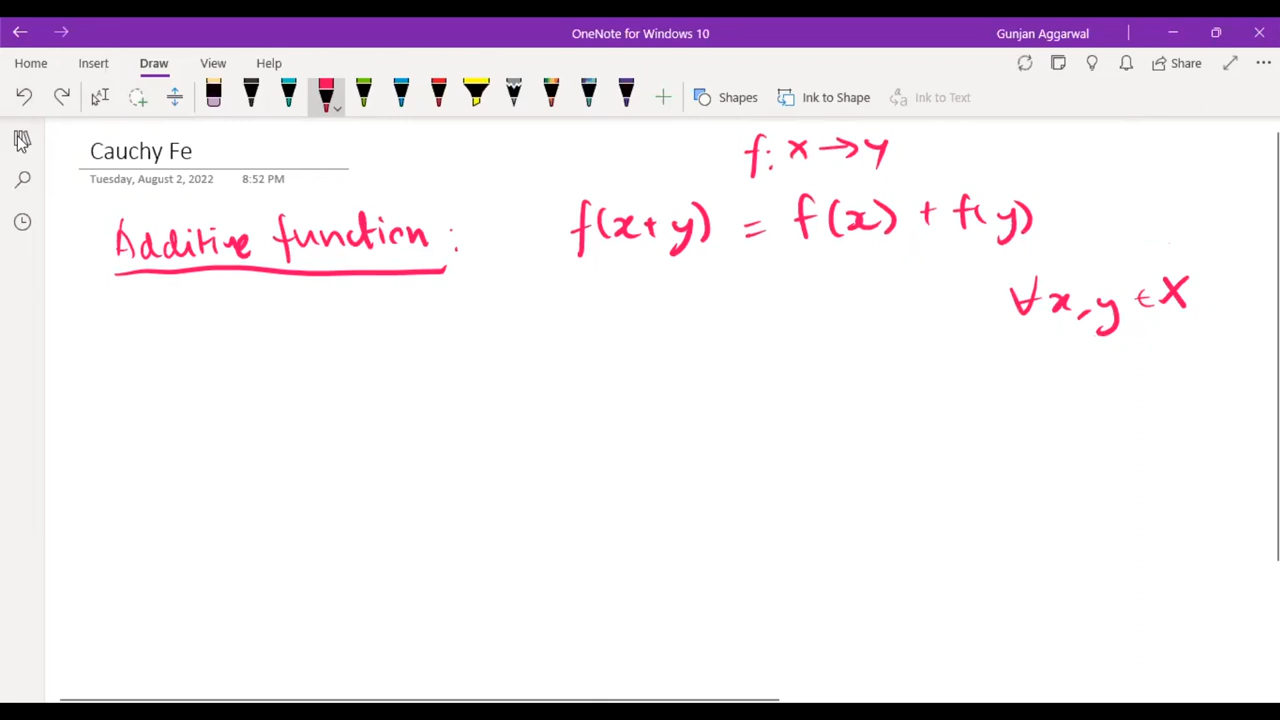 OneNote for Windows 10
Gunjan Aggarwal
Home Insert Draw View Help
Share
Shapes
Ink to Shape
a
Ink to Text
f: X → Y
Cauchy Fe
Tuesday, August 2, 2022 8:52 PM
Additive function : f(x+y) = f(x) + f(y)
∀ x, y ∈ X